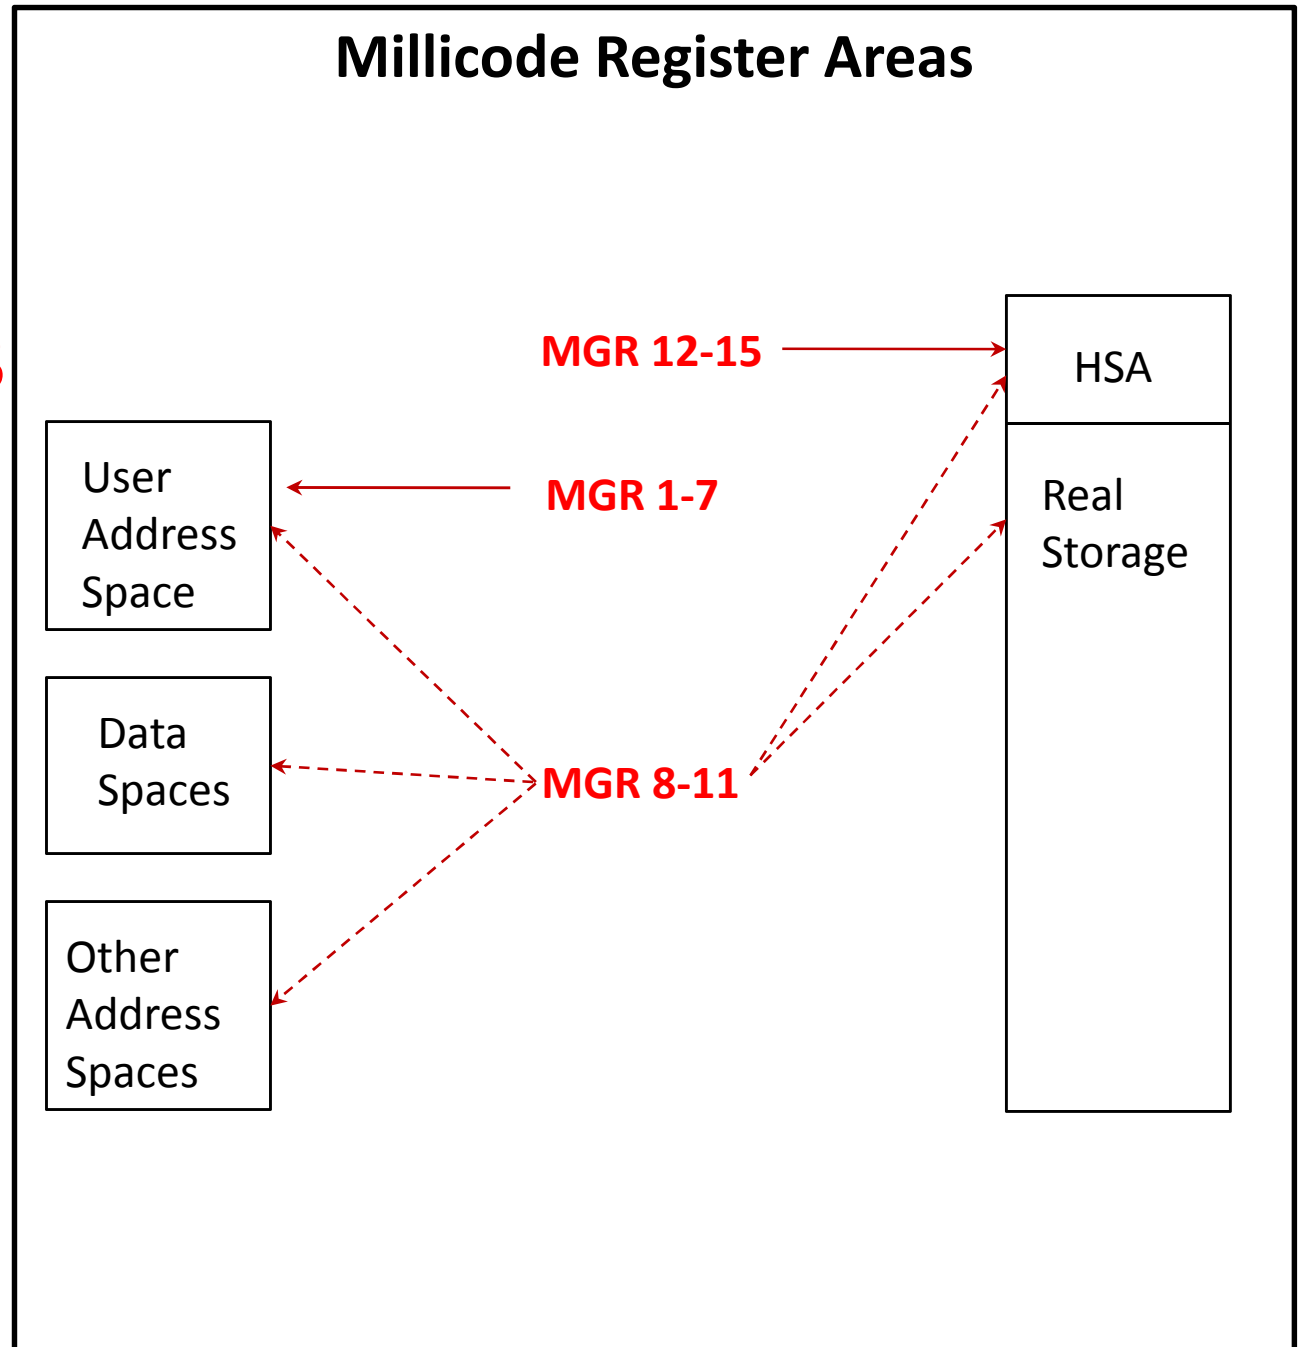 Millicode Register Areas
MGR 12-15
HSA
User
Address
Space
MGR 1-7
Real
Storage
Data
Spaces
MGR 8-11
Other
Address
Spaces